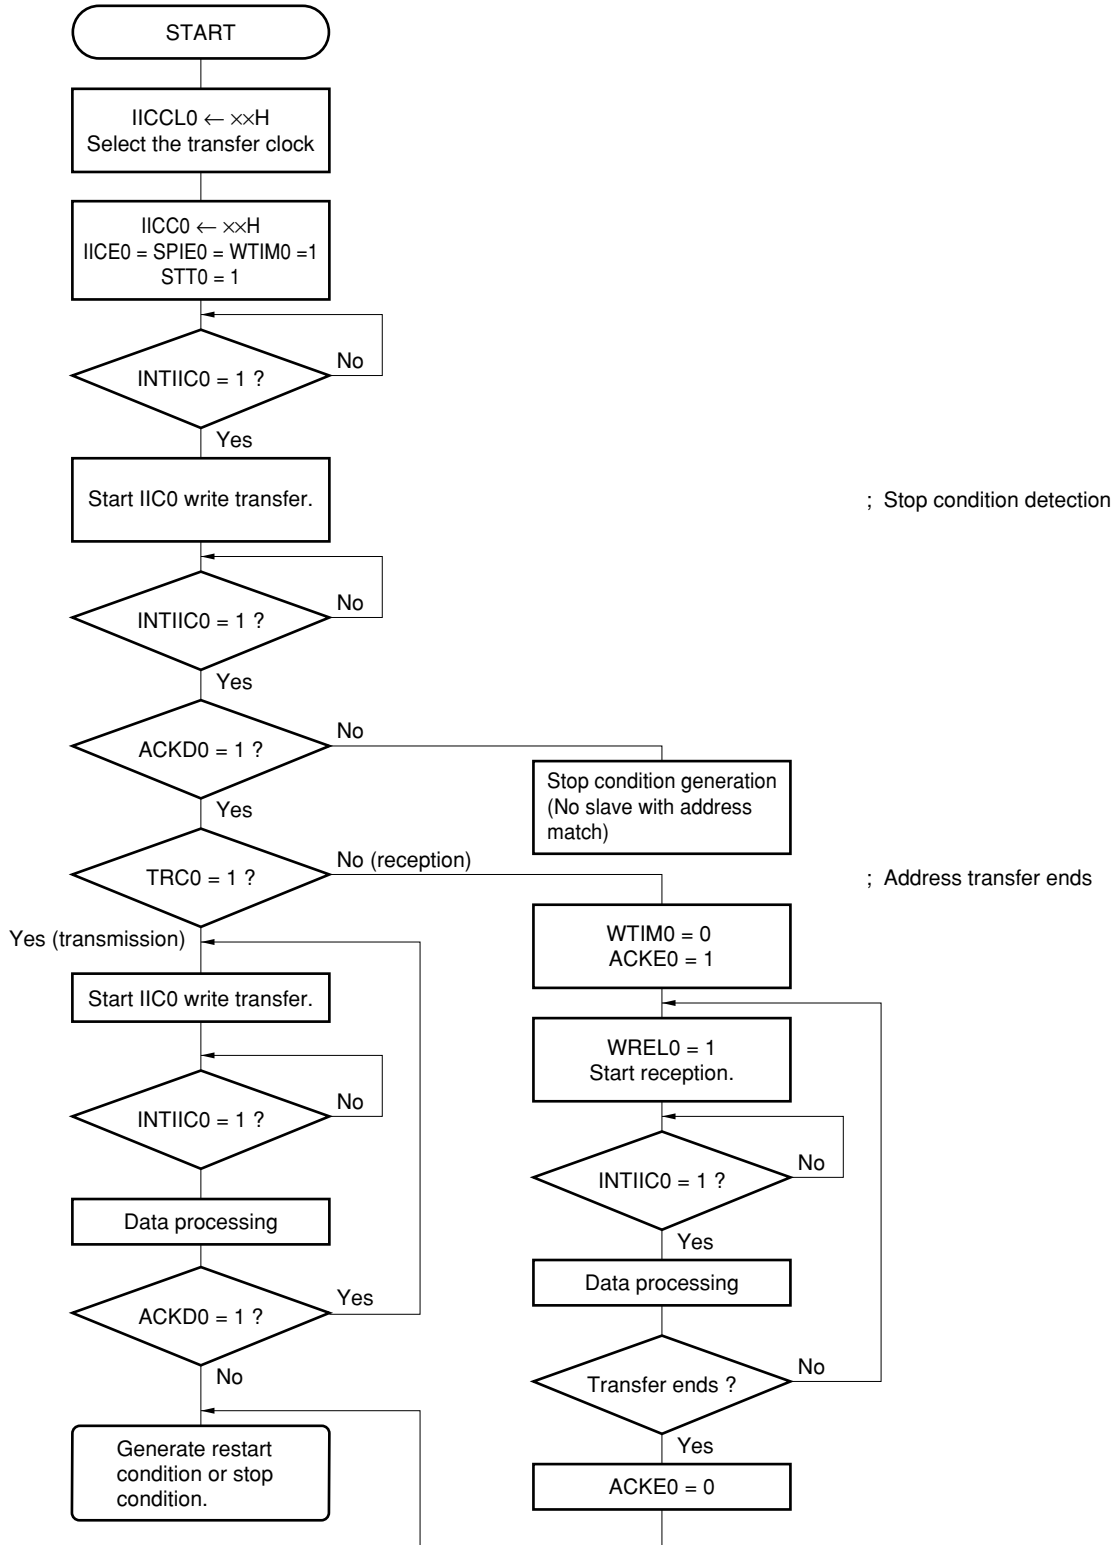 START
IICCL0 ← ××H
Select the transfer clock
IICC0 ← ××H
IICE0 = SPIE0 = WTIM0 =1
STT0 = 1
INTIIC0 = 1 ?
No
Yes
Start IIC0 write transfer.
; Stop condition detection
INTIIC0 = 1 ?
No
Yes
ACKD0 = 1 ?
No
Stop condition generation
(No slave with address
match)
Yes
TRC0 = 1 ?
No (reception)
; Address transfer ends
Yes (transmission)
WTIM0 = 0
ACKE0 = 1
Start IIC0 write transfer.
WREL0 = 1
Start reception.
INTIIC0 = 1 ?
No
INTIIC0 = 1 ?
No
Yes
Data processing
Data processing
ACKD0 = 1 ?
Yes
No
Transfer ends ?
No
Yes
Generate restart
condition or stop
condition.
ACKE0 = 0